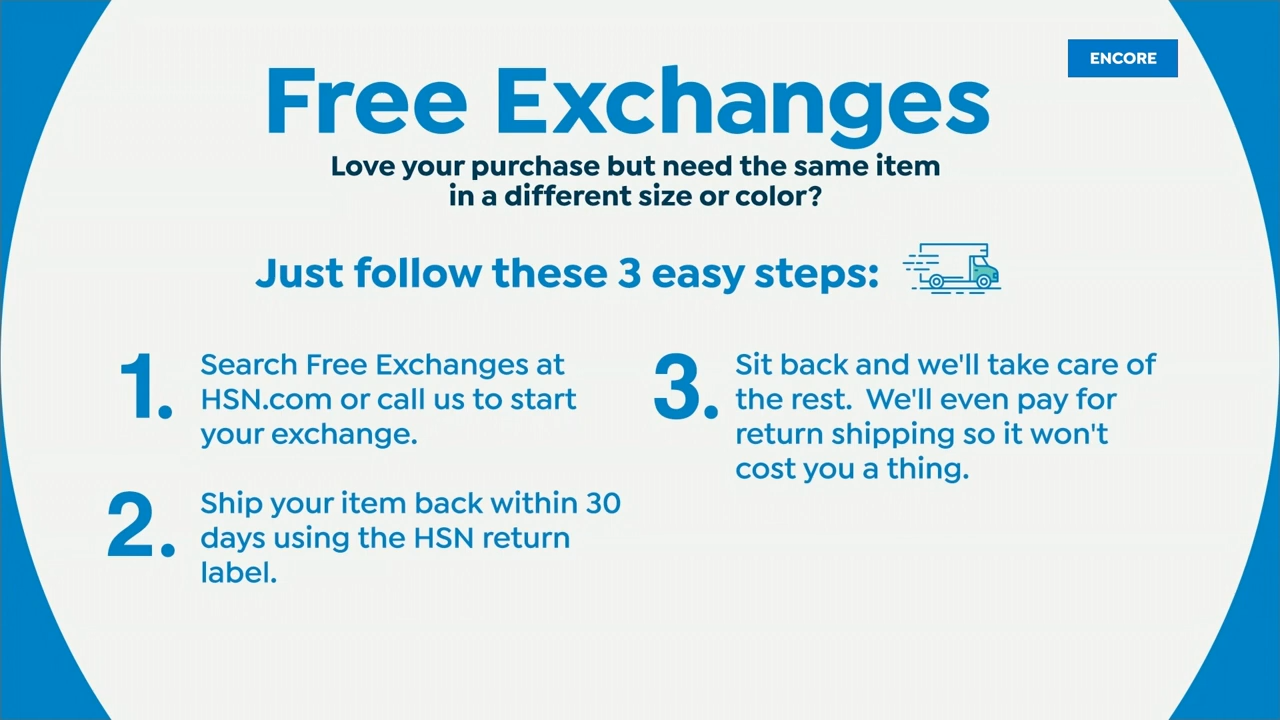 ENCORE
Free Exchanges
Love your purchase but need the same item
in a different size or color?
Just follow these 3 easy steps:
1. Search Free Exchanges at
HSN.com or call us to start
your exchange.
2. Ship your item back within 30
days using the HSN return
label.
3. Sit back and we'll take care of
the rest.  We'll even pay for
return shipping so it won't
cost you a thing.